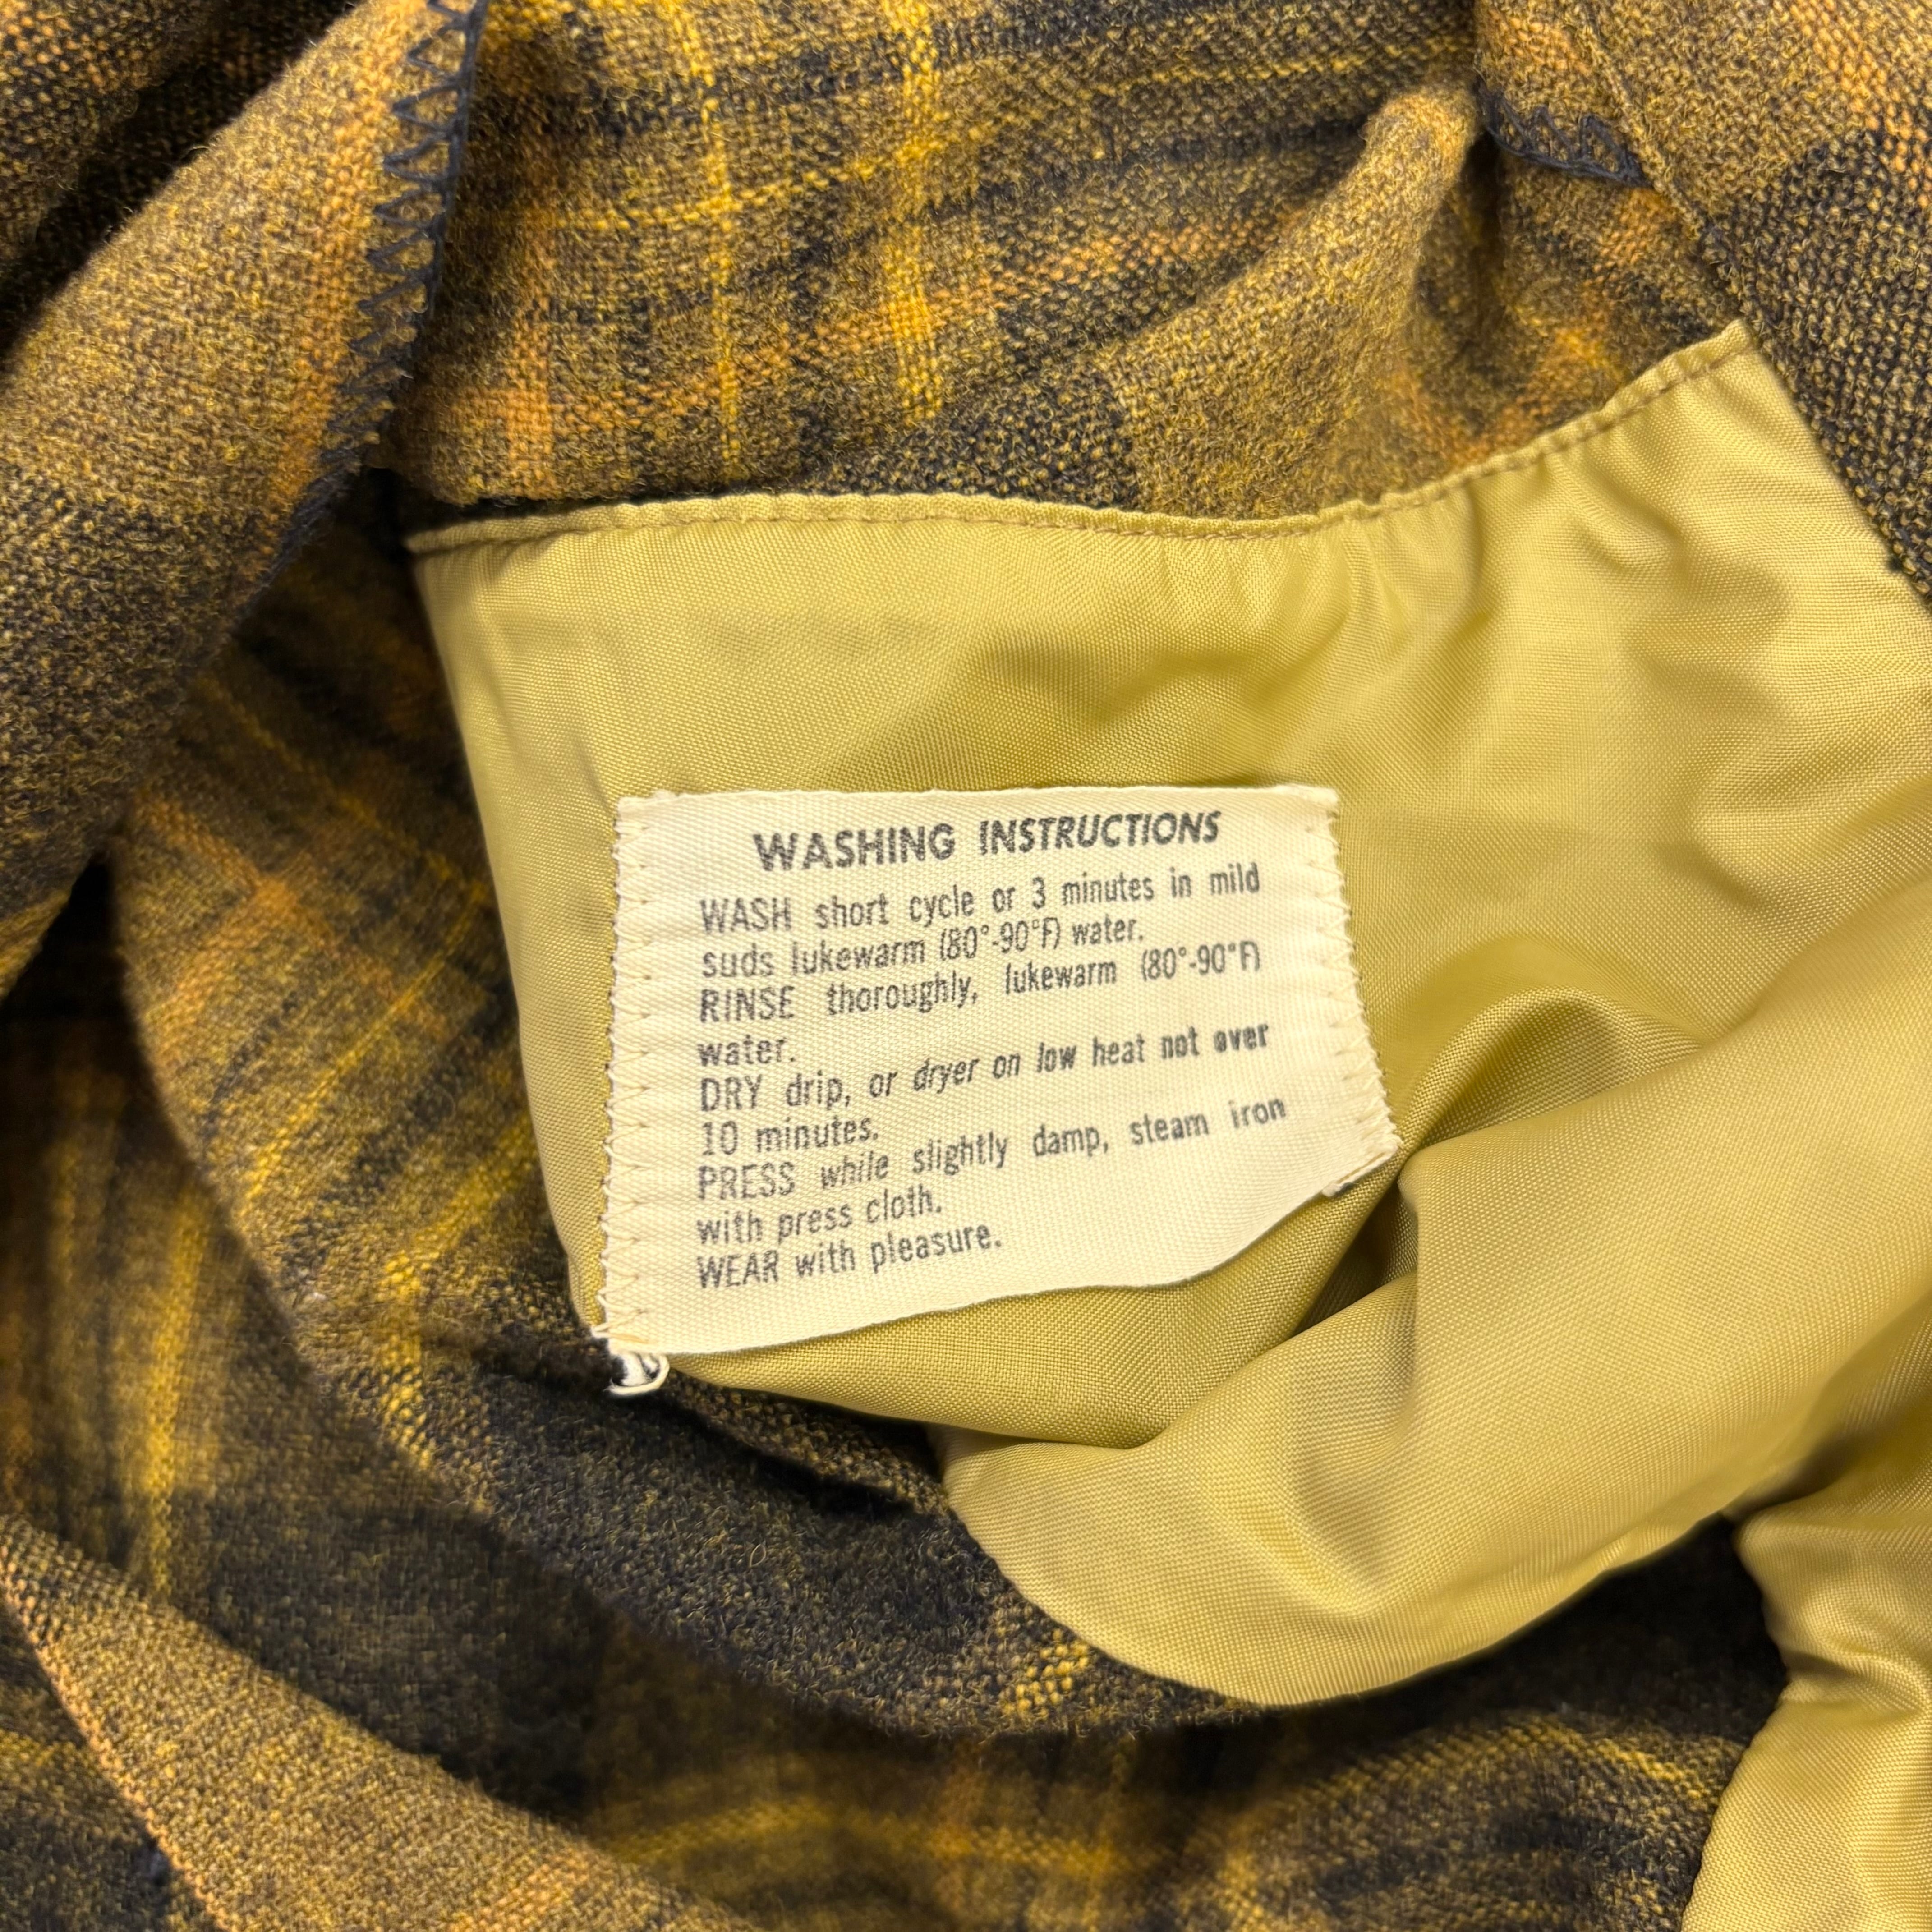 WASHING INSTRUCTIONS
WASH short cycle or 3 minutes in mild
suds lukewarm (80°-90°F) water.
RINSE thoroughly, lukewarm (80°-90°F)
water.
DRY drip, or dryer on low heat not over
10 minutes.
PRESS while slightly damp, steam iron
with press cloth.
WEAR with pleasure.